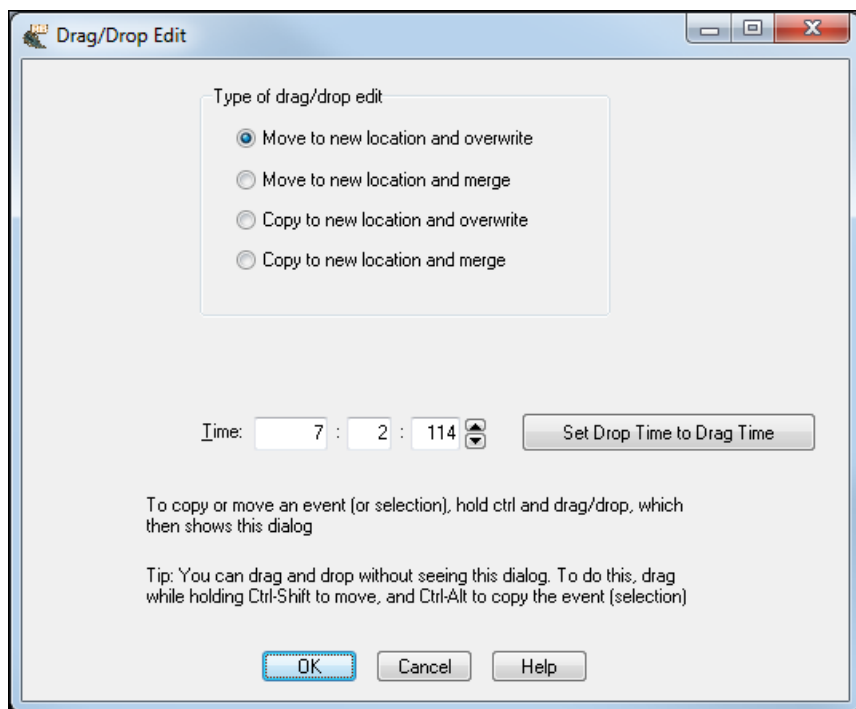 Drag/Drop Edit
Type of drag/drop edit
Move to new location and overwrite
Move to new location and merge
Copy to new location and overwrite
Copy to new location and merge
Time: 7 : 2 : 114 Set Drop Time to Drag Time
To copy or move an event (or selection), hold ctrl and drag/drop, which
then shows this dialog
Tip: You can drag and drop without seeing this dialog. To do this, drag
while holding Ctrl-Shift to move, and Ctrl-Alt to copy the event (selection)
OK Cancel Help